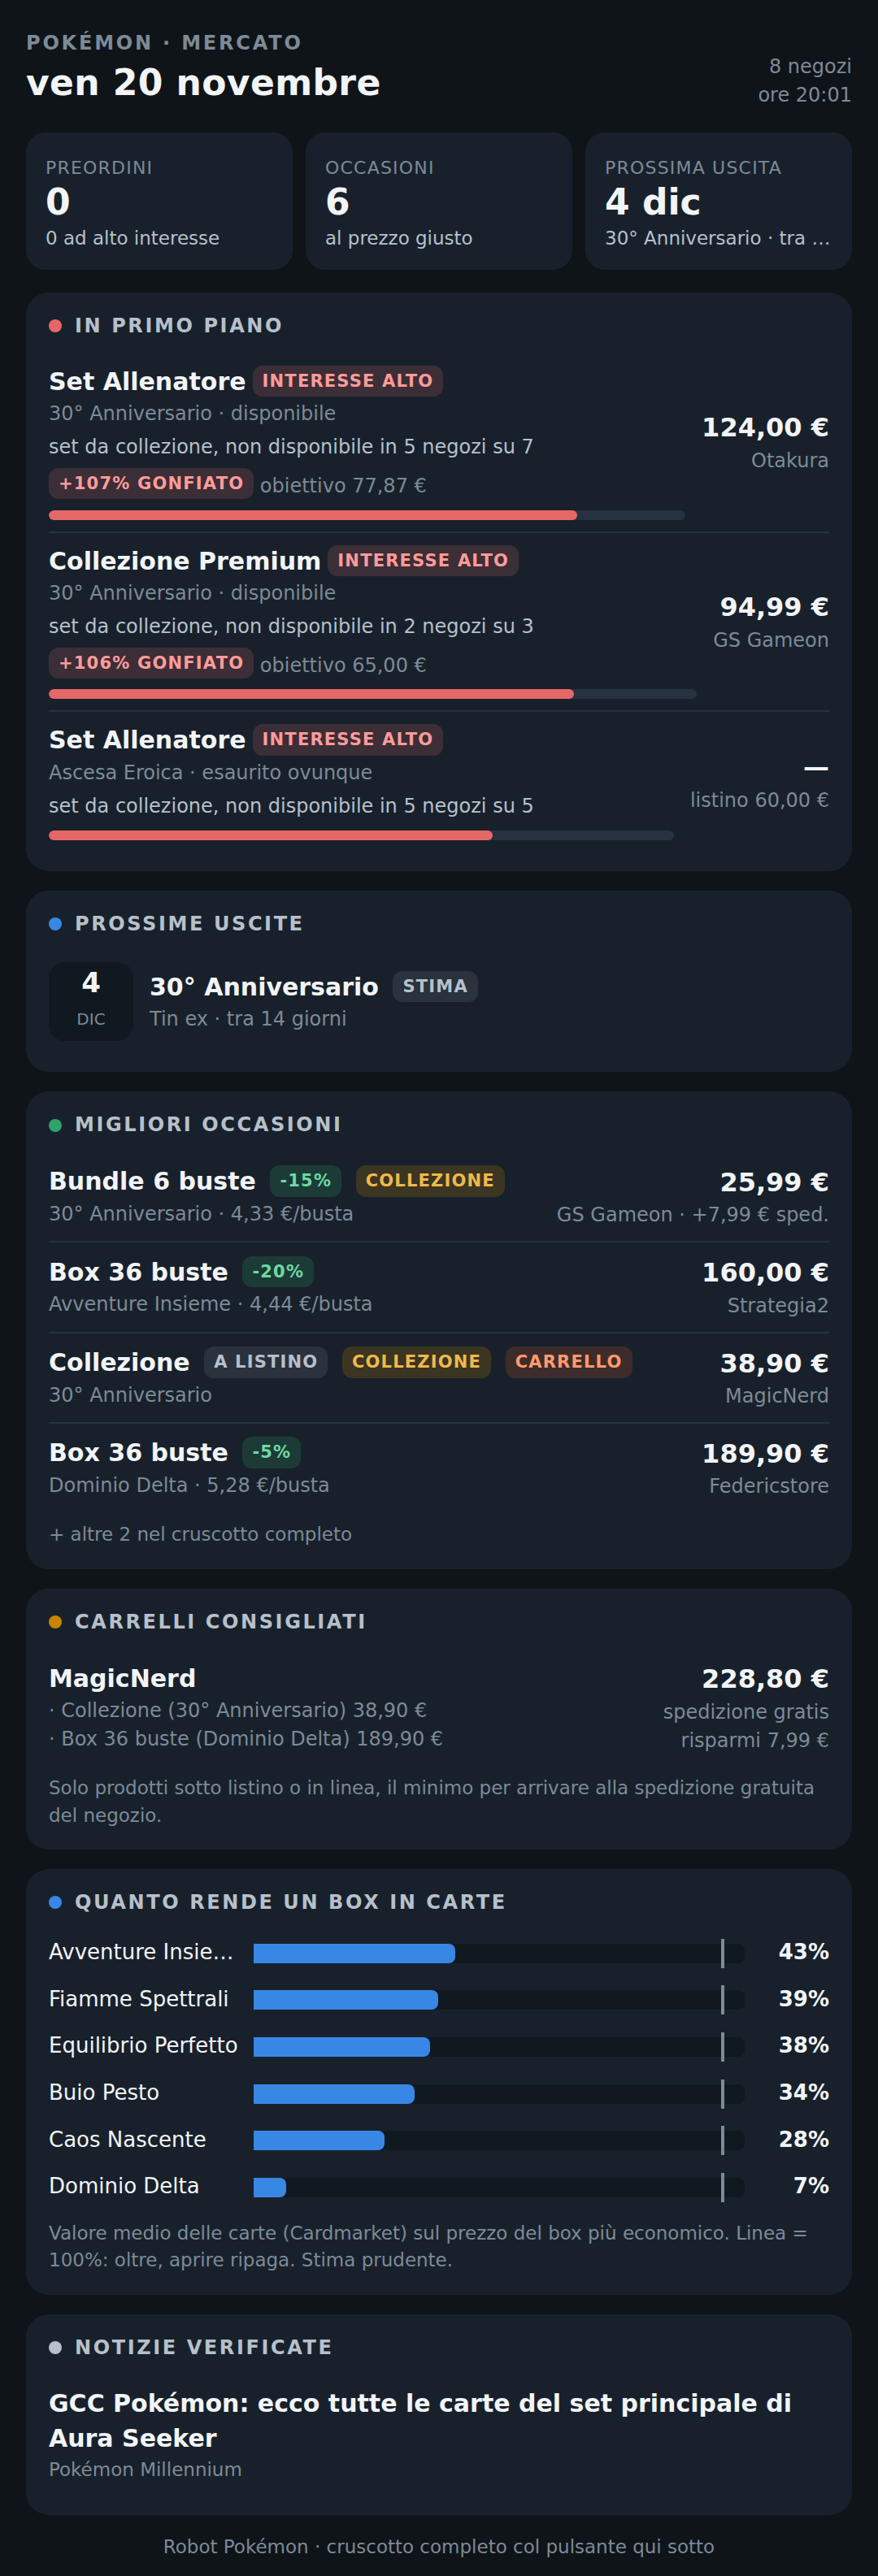 POKÉMON · MERCATO
ven 20 novembre
8 negozi
ore 20:01
PREORDINI
0
0 ad alto interesse
OCCASIONI
6
al prezzo giusto
PROSSIMA USCITA
4 dic
30° Anniversario · tra …
IN PRIMO PIANO
Set Allenatore INTERESSE ALTO
30° Anniversario · disponibile
set da collezione, non disponibile in 5 negozi su 7
+107% GONFIATO obiettivo 77,87 €
124,00 €
Otakura
Collezione Premium INTERESSE ALTO
30° Anniversario · disponibile
set da collezione, non disponibile in 2 negozi su 3
+106% GONFIATO obiettivo 65,00 €
94,99 €
GS Gameon
Set Allenatore INTERESSE ALTO
Ascesa Eroica · esaurito ovunque
set da collezione, non disponibile in 5 negozi su 5
—
listino 60,00 €
PROSSIME USCITE
4
DIC
30° Anniversario STIMA
Tin ex · tra 14 giorni
MIGLIORI OCCASIONI
Bundle 6 buste -15% COLLEZIONE
30° Anniversario · 4,33 €/busta
25,99 €
GS Gameon · +7,99 € sped.
Box 36 buste -20%
Avventure Insieme · 4,44 €/busta
160,00 €
Strategia2
Collezione A LISTINO COLLEZIONE CARRELLO
30° Anniversario
38,90 €
MagicNerd
Box 36 buste -5%
Dominio Delta · 5,28 €/busta
189,90 €
Federicstore
+ altre 2 nel cruscotto completo
CARRELLI CONSIGLIATI
MagicNerd
· Collezione (30° Anniversario) 38,90 €
· Box 36 buste (Dominio Delta) 189,90 €
228,80 €
spedizione gratis
risparmi 7,99 €
Solo prodotti sotto listino o in linea, il minimo per arrivare alla spedizione gratuita
del negozio.
QUANTO RENDE UN BOX IN CARTE
Avventure Insie… 43%
Fiamme Spettrali 39%
Equilibrio Perfetto 38%
Buio Pesto 34%
Caos Nascente 28%
Dominio Delta 7%
Valore medio delle carte (Cardmarket) sul prezzo del box più economico. Linea =
100%: oltre, aprire ripaga. Stima prudente.
NOTIZIE VERIFICATE
GCC Pokémon: ecco tutte le carte del set principale di
Aura Seeker
Pokémon Millennium
Robot Pokémon · cruscotto completo col pulsante qui sotto